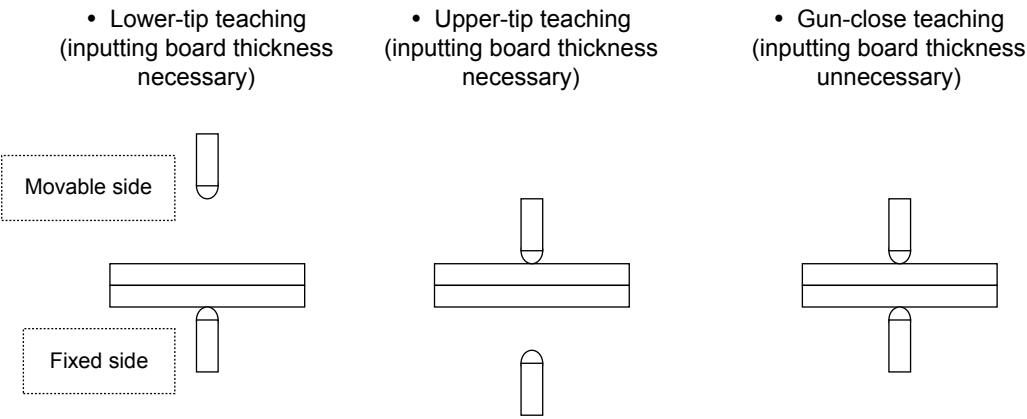 • Lower-tip teaching
(inputting board thickness
necessary)
• Upper-tip teaching
(inputting board thickness
necessary)
• Gun-close teaching
(inputting board thickness
unnecessary)
Movable side
Fixed side